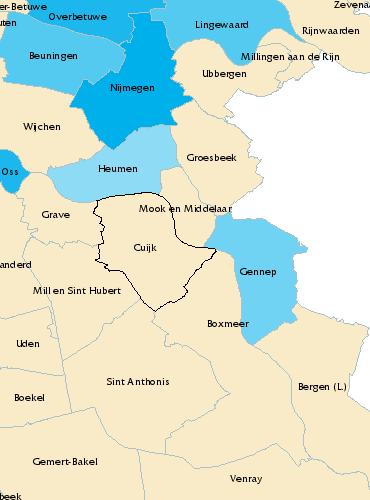 er-Betuwe
Zevena
Overbetuwe
uten
Lingewaard
Rijnwaarden
Beuningen
Millingen aan de Rijn
Ubbergen
Nijmegen
Wijchen
Groesbeek
Heumen
Oss
Mook en Middelaar
Grave
Cuijk
anderd
Gennep
Mill en Sint Hubert
Boxmeer
Uden
Sint Anthonis
Bergen (L.)
Boekel
Gemert-Bakel
Venray
beek